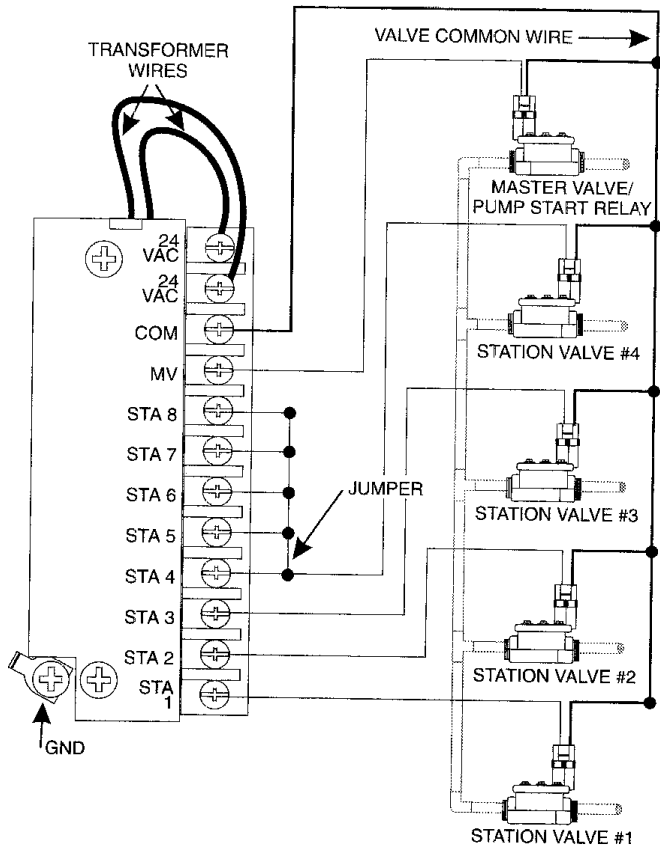 VALVE COMMON WIRE
TRANSFORMER
WIRES
MASTER VALVE/
PUMP START RELAY
24
VAC
24
VAC
COM
MV
STA 8
STA 7
STA 6
STA 5
STA 4
STA 3
STA 2
STA
1
JUMPER
GND
STATION VALVE #4
STATION VALVE #3
STATION VALVE #2
STATION VALVE #1